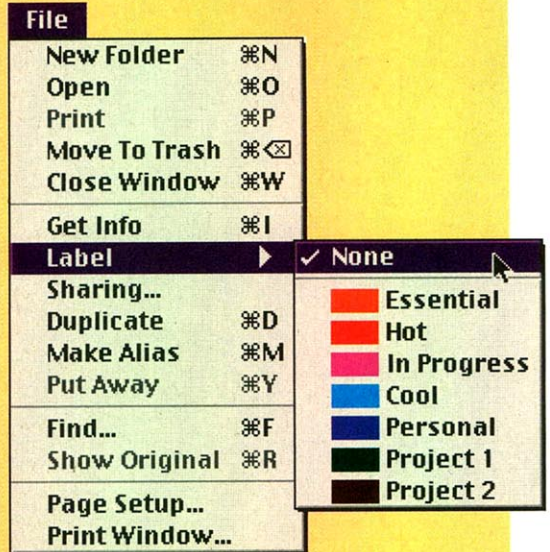 File
New Folder ⌘N
Open ⌘O
Print ⌘P
Move To Trash ⌘⌫
Close Window ⌘W
Get Info ⌘I
Label ▶
Sharing...
Duplicate ⌘D
Make Alias ⌘M
Put Away ⌘Y
Find... ⌘F
Show Original ⌘R
Page Setup...
Print Window...
✓ None
Essential
Hot
In Progress
Cool
Personal
Project 1
Project 2